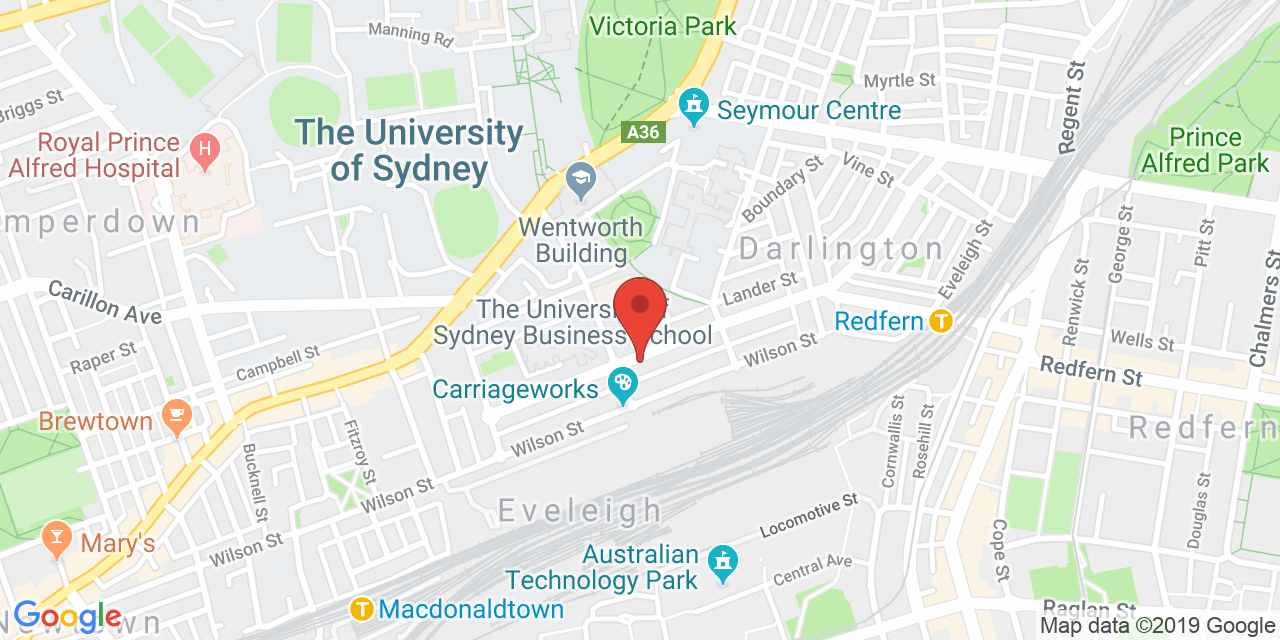 Victoria Park
Manning Rd
Myrtle St
Regent St
Briggs St
Seymour Centre
A36
The University
of Sydney
Royal Prince
Alfred Hospital
H
Prince
Alfred Park
Vine St
Boundary St
mperdown
Wentworth
Building
Darlington
Eveleigh St
George St
Pitt St
Carillon Ave
Lander St
Renwick St
Chalmers St
The Universit
f
Sydney Business School
Redfern
T
Wilson St
Wells St
Raper St
Campbell St
Redfern St
Carriageworks
Brewtown
Fitzroy St
Wilson St
Cornwallis St
Rosehill St
Redfern
Bucknell St
Wilson St
Eveleigh
Locomotive St
Douglas St
Wilson St
Mary's
Australian
Technology Park
Central Ave
Cope St
T
Macdonaldtown
Newtown
Google
Raglan St
Map data ©2019 Google